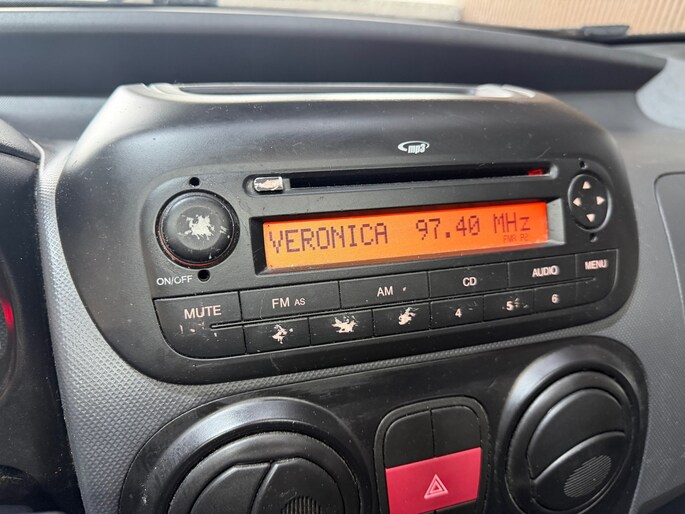 mp3
VERONICA 97.40 MHz
ON/OFF
MUTE
FM AS
AM
CD
AUDIO
MENU
4
5
6